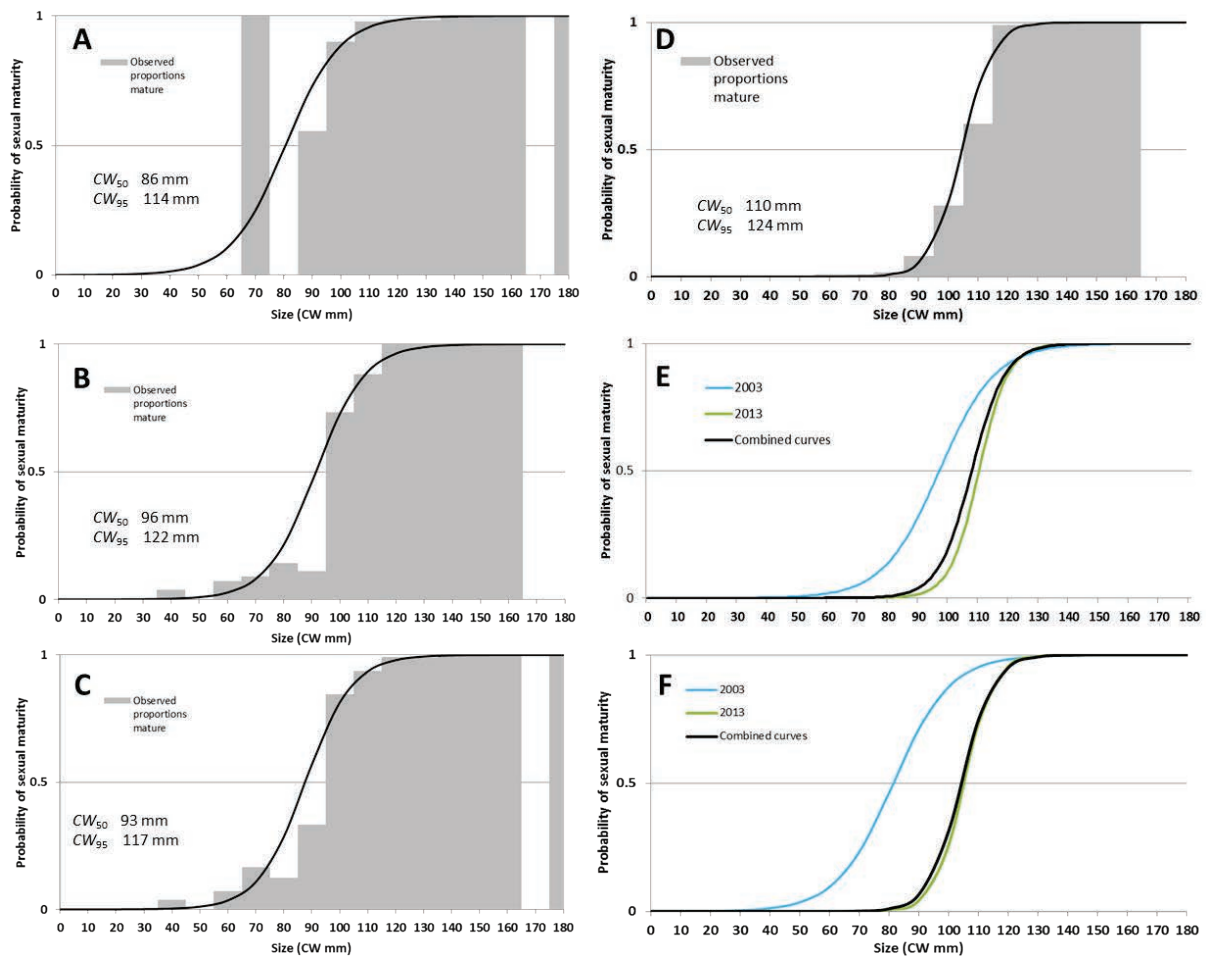 A
Observed
proportions
mature
CW50 86 mm
CW95 114 mm
Probability of sexual maturity
1
0.5
0
0 10 20 30 40 50 60 70 80 90 100 110 120 130 140 150 160 170 180
Size (CW mm)
B
Observed
proportions
mature
CW50 96 mm
CW95 122 mm
Probability of sexual maturity
1
0.5
0
0 10 20 30 40 50 60 70 80 90 100 110 120 130 140 150 160 170 180
Size (CW mm)
C
Observed
proportions
mature
CW50 93 mm
CW95 117 mm
Probability of sexual maturity
1
0.5
0
0 10 20 30 40 50 60 70 80 90 100 110 120 130 140 150 160 170 180
Size (CW mm)
D
Observed
proportions
mature
CW50 110 mm
CW95 124 mm
Probability of sexual maturity
1
0.5
0
0 10 20 30 40 50 60 70 80 90 100 110 120 130 140 150 160 170 180
Size (CW mm)
E
2003
2013
Combined curves
Probability of sexual maturity
1
0.5
0
0 10 20 30 40 50 60 70 80 90 100 110 120 130 140 150 160 170 180
Size (CW mm)
F
2003
2013
Combined curves
Probability of sexual maturity
1
0.5
0
0 10 20 30 40 50 60 70 80 90 100 110 120 130 140 150 160 170 180
Size (CW mm)